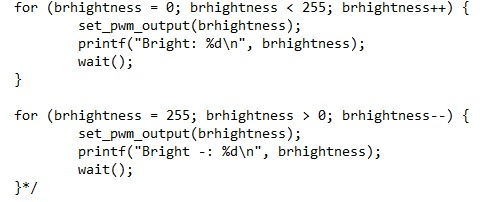 for (brhightness = 0; brhightness < 255; brhightness++) {
        set_pwm_output(brhightness);
        printf("Bright: %d\n", brhightness);
        wait();
}

for (brhightness = 255; brhightness > 0; brhightness--) {
        set_pwm_output(brhightness);
        printf("Bright -: %d\n", brhightness);
        wait();
}*/